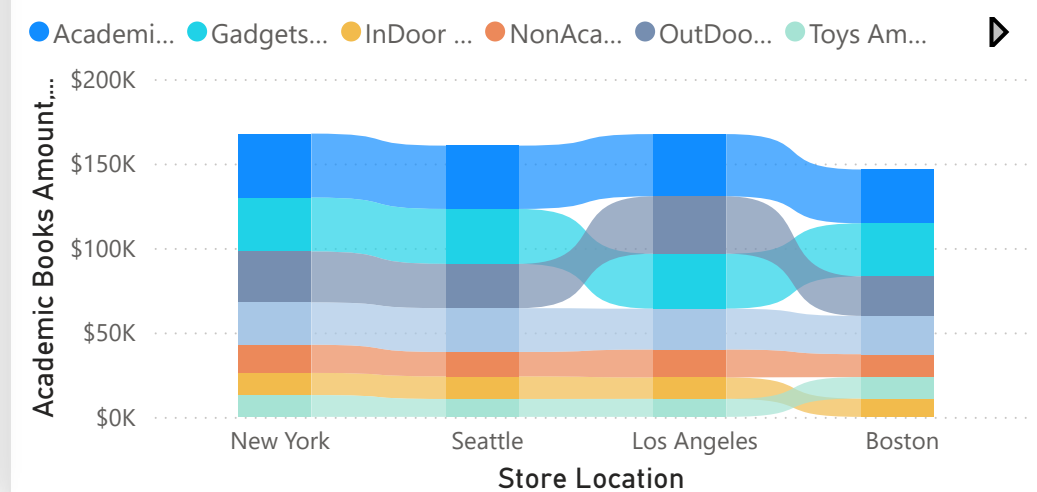 Academi... Gadgets... InDoor ... NonAca... OutDoo... Toys Am...
Academic Books Amount,...
$200K
$150K
$100K
$50K
$0K
New York Seattle Los Angeles Boston
Store Location